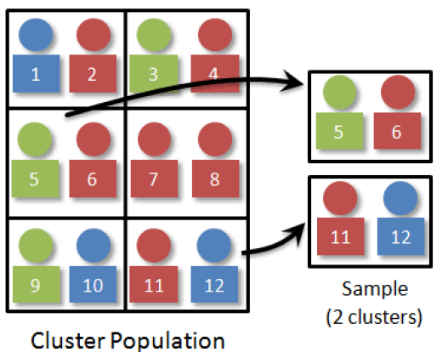 1 2 3 4
5 6 7 8
9 10 11 12
Cluster Population
5 6
11 12
Sample
(2 clusters)